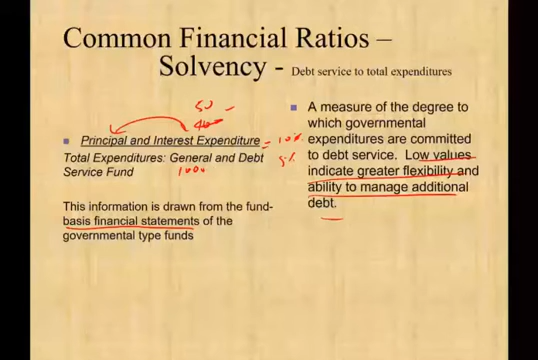 Common Financial Ratios –
Solvency - Debt service to total expenditures
50
Principal and Interest Expenditure = 10%
Total Expenditures: General and Debt 5%
Service Fund 1000
This information is drawn from the fund-
basis financial statements of the
governmental type funds
A measure of the degree to
which governmental
expenditures are committed
to debt service. Low values
indicate greater flexibility and
ability to manage additional
debt.